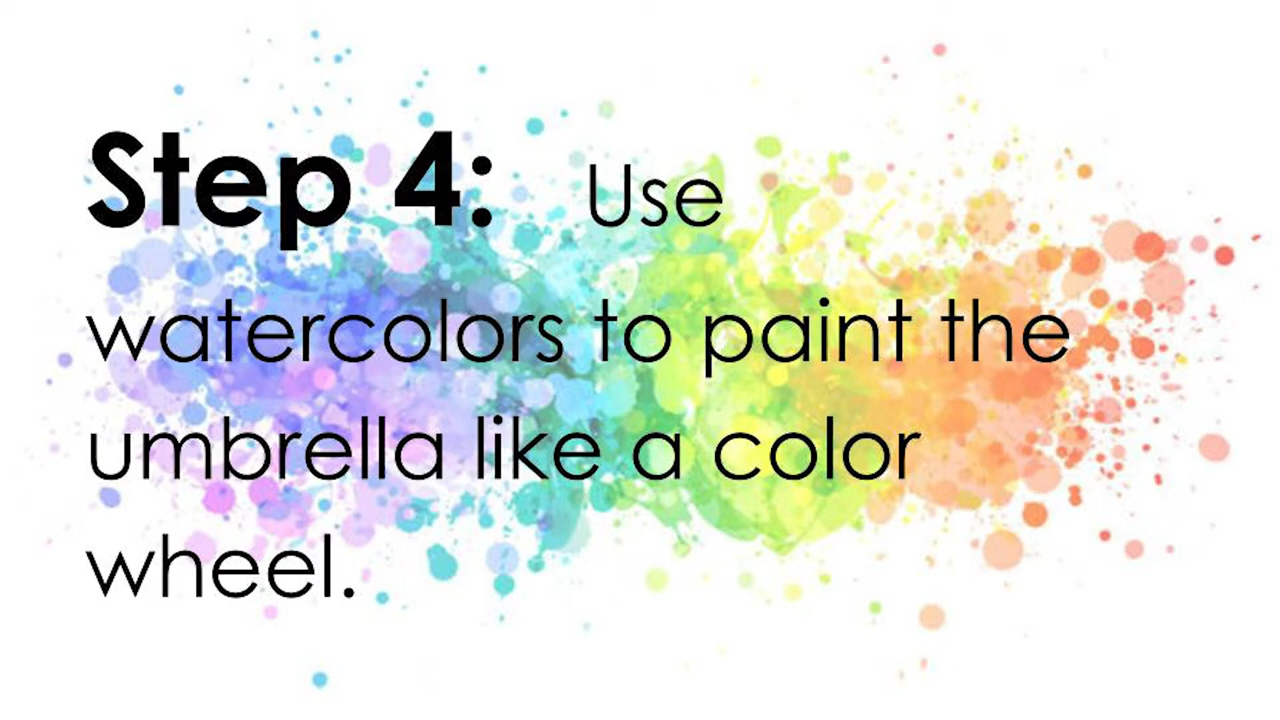 Step 4: Use
watercolors to paint the
umbrella like a color
wheel.